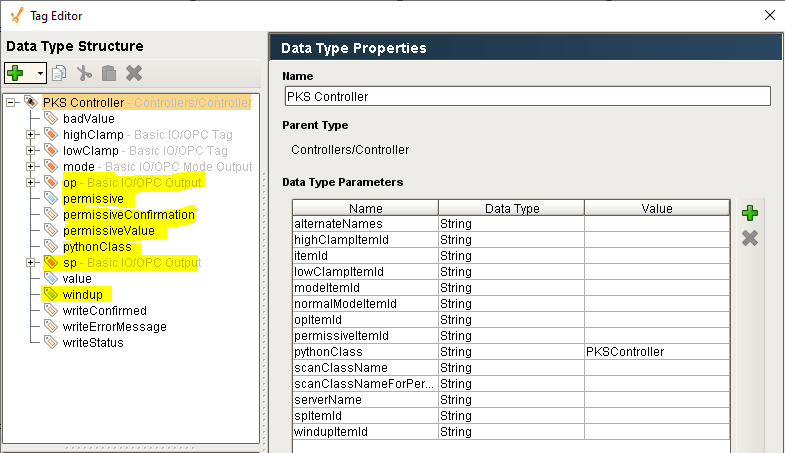 Tag Editor
Data Type Structure
PKS Controller - Controllers/Controller
badValue
highClamp - Basic IO/OPC Tag
lowClamp - Basic IO/OPC Tag
mode - Basic IO/OPC Mode Output
op - Basic IO/OPC Output
permissive
permissiveConfirmation
permissiveValue
pythonClass
sp - Basic IO/OPC Output
value
windup
writeConfirmed
writeErrorMessage
writeStatus
Data Type Properties
Name
PKS Controller
Parent Type
Controllers/Controller
Data Type Parameters
Name Data Type Value
alternateNames String
highClampItemId String
itemId String
lowClampItemId String
modeItemId String
normalModeItemId String
opItemId String
permissiveItemId String
pythonClass String PKSController
scanClassName String
scanClassNameForPer... String
serverName String
spItemId String
windupItemId String